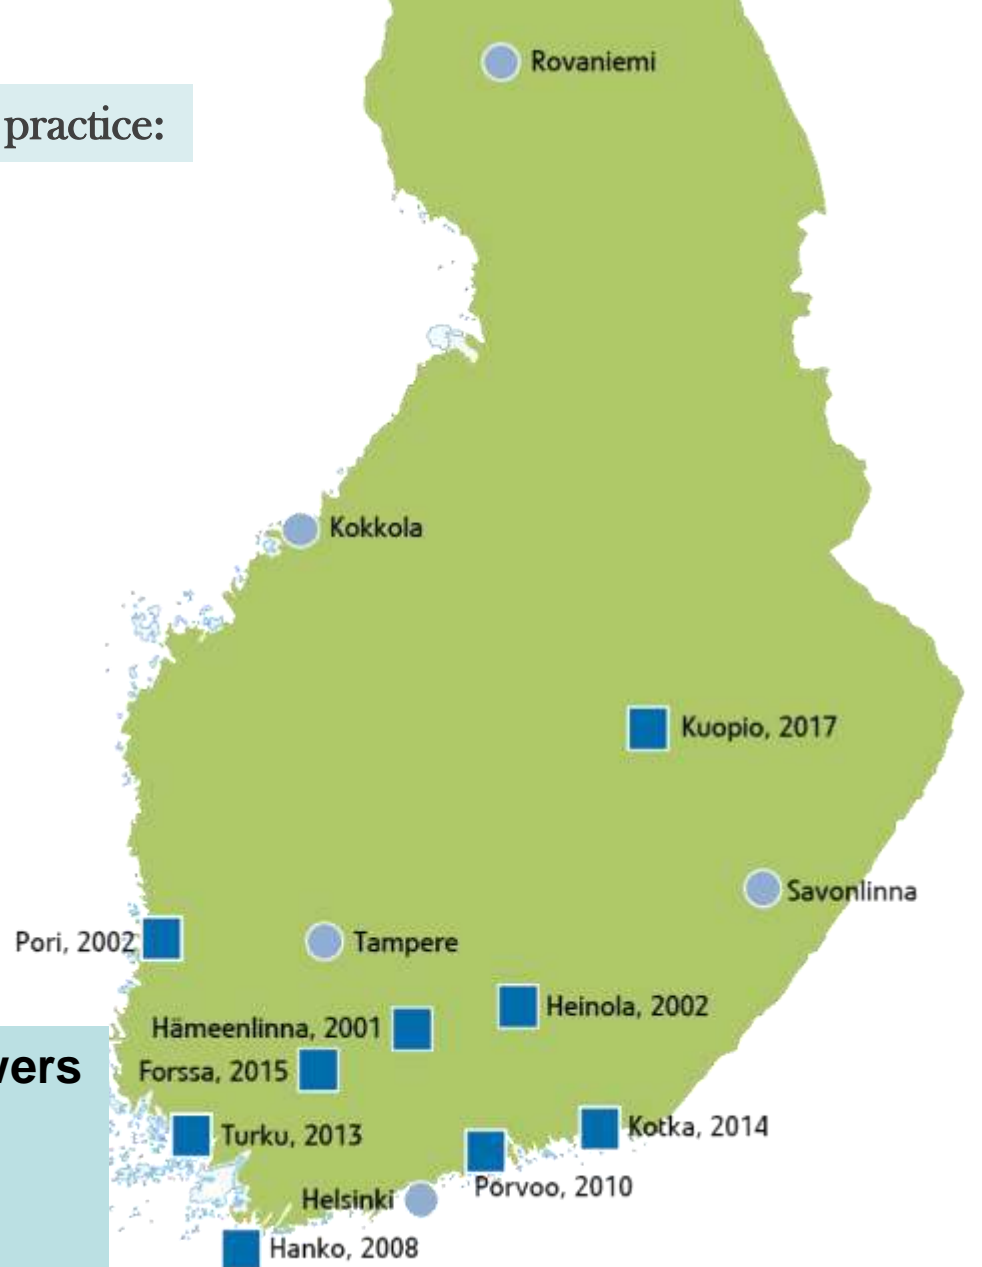 Rovaniemi
practice:
Kokkola
Kuopio, 2017
Savonlinna
Pori, 2002
Tampere
Heinola, 2002
Hämeenlinna, 2001
vers
Forssa, 2015
Turku, 2013
Kotka, 2014
Porvoo, 2010
Helsinki
Hanko, 2008